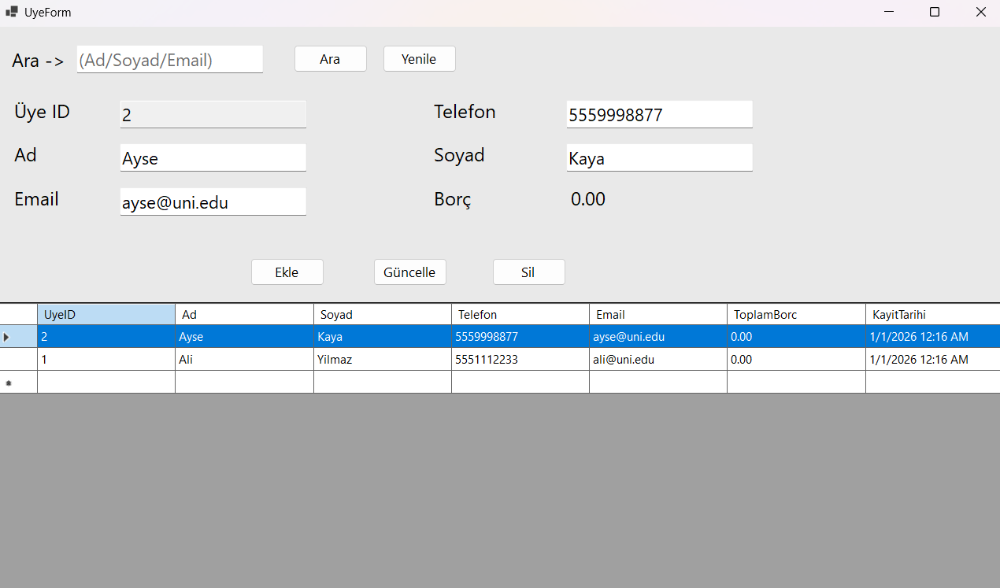 UyeForm
Ara -> (Ad/Soyad/Email) Ara Yenile
Üye ID 2 Telefon 5559998877
Ad Ayse Soyad Kaya
Email ayse@uni.edu Borç 0.00
Ekle Güncelle Sil
UyeID Ad Soyad Telefon Email ToplamBorc KayitTarihi
2 Ayse Kaya 5559998877 ayse@uni.edu 0.00 1/1/2026 12:16 AM
1 Ali Yilmaz 5551112233 ali@uni.edu 0.00 1/1/2026 12:16 AM